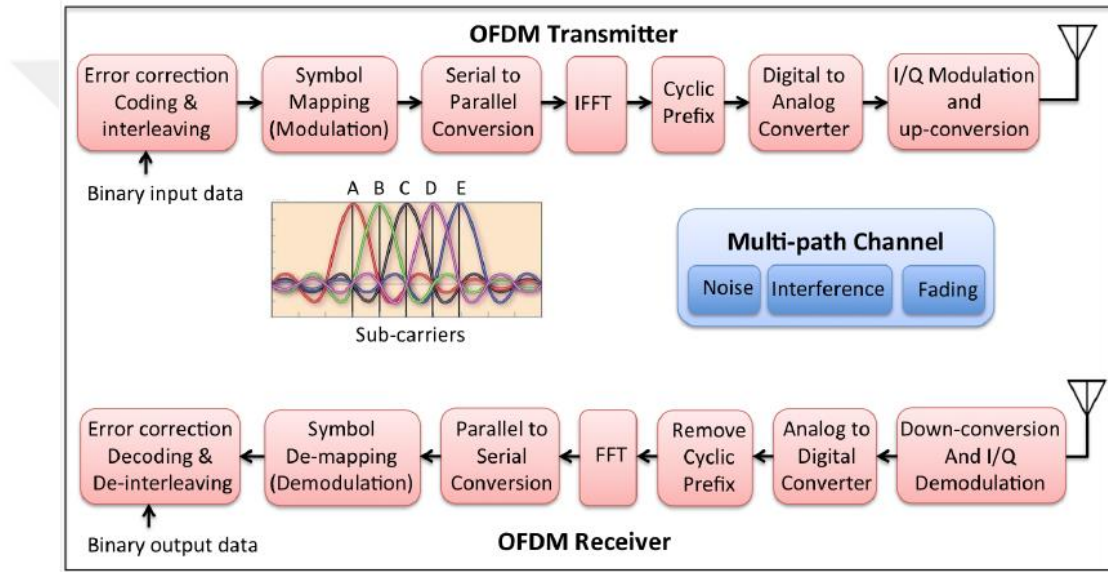 OFDM Transmitter
Error correction
Coding &
interleaving
Symbol
Mapping
(Modulation)
Serial to
Parallel
Conversion
IFFT
Cyclic
Prefix
Digital to
Analog
Converter
I/Q Modulation
and
up-conversion
Binary input data
A B C D E
Sub-carriers
Multi-path Channel
Noise
Interference
Fading
Error correction
Decoding &
De-interleaving
Symbol
De-mapping
(Demodulation)
Parallel to
Serial
Conversion
FFT
Remove
Cyclic
Prefix
Analog to
Digital
Converter
Down-conversion
And I/Q
Demodulation
Binary output data
OFDM Receiver